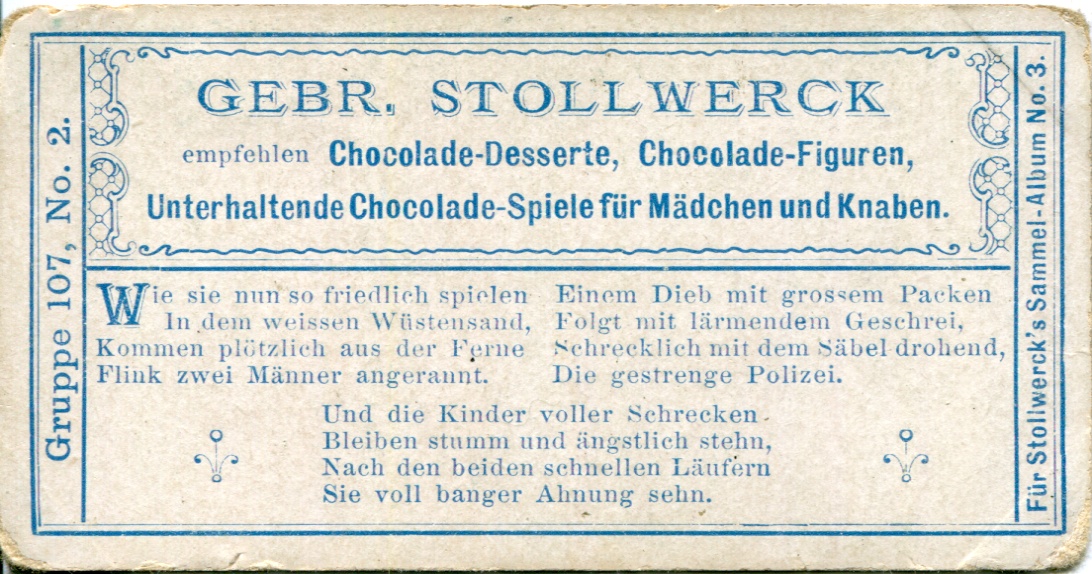 Gruppe 107, No. 2.
GEBR. STOLLWERCK
empfehlen Chocolade-Desserte, Chocolade-Figuren,
Unterhaltende Chocolade-Spiele für Mädchen und Knaben.
Wie sie nun so friedlich spielen
In dem weissen Wüstensand,
Kommen plötzlich aus der Ferne
Flink zwei Männer angerannt.
Einem Dieb mit grossem Packen
Folgt mit lärmendem Geschrei,
Schrecklich mit dem Säbel drohend,
Die gestrenge Polizei.
Und die Kinder voller Schrecken
Bleiben stumm und ängstlich stehn,
Nach den beiden schnellen Läufern
Sie voll banger Ahnung sehn.
Für Stollwerck's Sammel-Album No. 3.